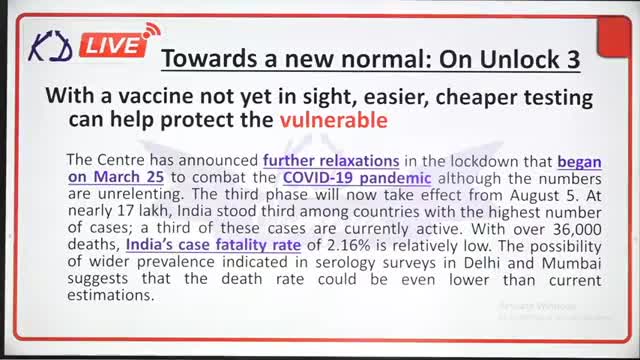 KD LIVE
Towards a new normal: On Unlock 3
With a vaccine not yet in sight, easier, cheaper testing
can help protect the vulnerable
The Centre has announced further relaxations in the lockdown that began
on March 25 to combat the COVID-19 pandemic although the numbers
are unrelenting. The third phase will now take effect from August 5. At
nearly 17 lakh, India stood third among countries with the highest number
of cases; a third of these cases are currently active. With over 36,000
deaths, India's case fatality rate of 2.16% is relatively low. The possibility
of wider prevalence indicated in serology surveys in Delhi and Mumbai
suggests that the death rate could be even lower than current
estimations.
Activate Windows